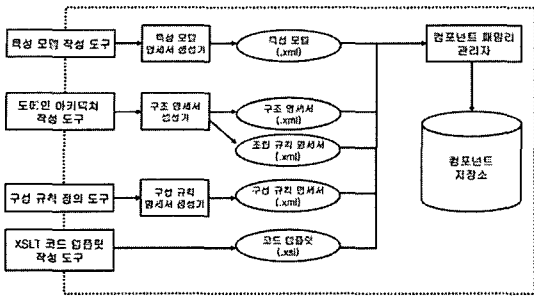 특성 모델 작성 도구
특성 모델
명세서 생성기
특성 모델
(.xml)
컴포넌트 패밀리
관리자
도메인 아키텍처
작성 도구
구조 명세서
생성기
구조 명세서
(.xml)
조립 규칙 명세서
(.xml)
컴포넌트
저장소
구성 규칙 정의 도구
구성 규칙
명세서 생성기
구성 규칙 명세서
(.xml)
XSLT 코드 템플릿
작성 도구
코드 템플릿
(.xsl)